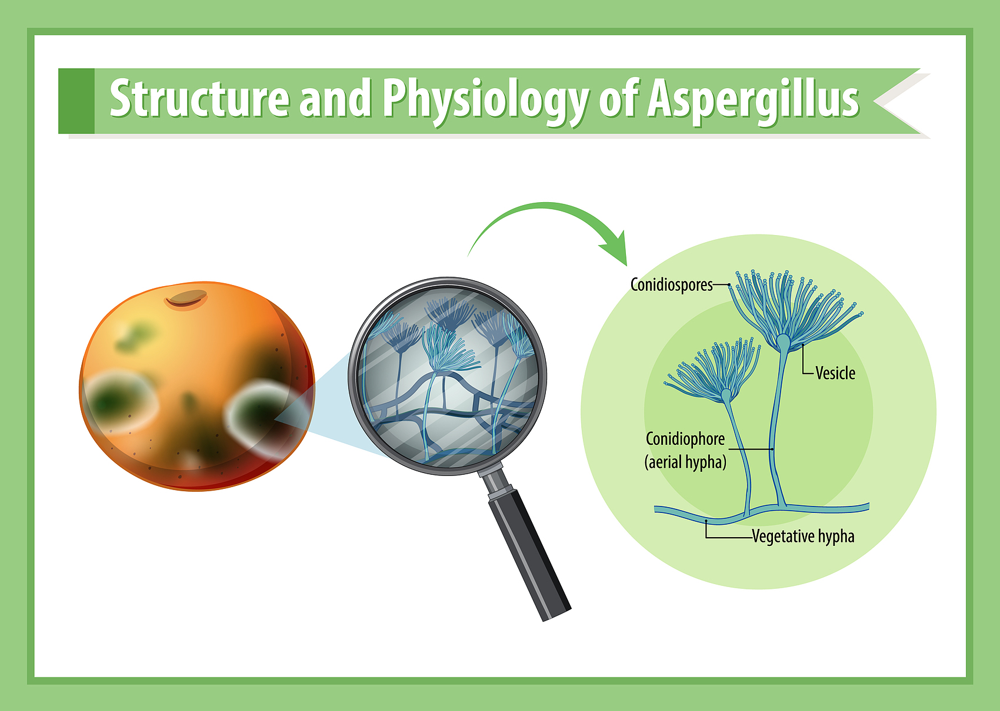 Structure and Physiology of Aspergillus
Conidiospores
Vesicle
Conidiophore
(aerial hypha)
Vegetative hypha